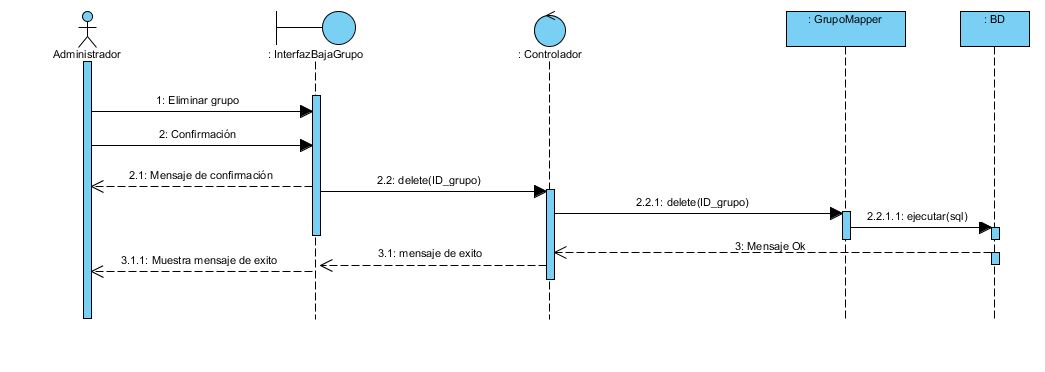 : GrupoMapper
: BD
Administrador
: InterfazBajaGrupo
: Controlador
1: Eliminar grupo
2: Confirmación
2.1: Mensaje de confirmación
2.2: delete(ID_grupo)
2.2.1: delete(ID_grupo)
2.2.1.1: ejecutar(sql)
3: Mensaje Ok
3.1: mensaje de exito
3.1.1: Muestra mensaje de exito